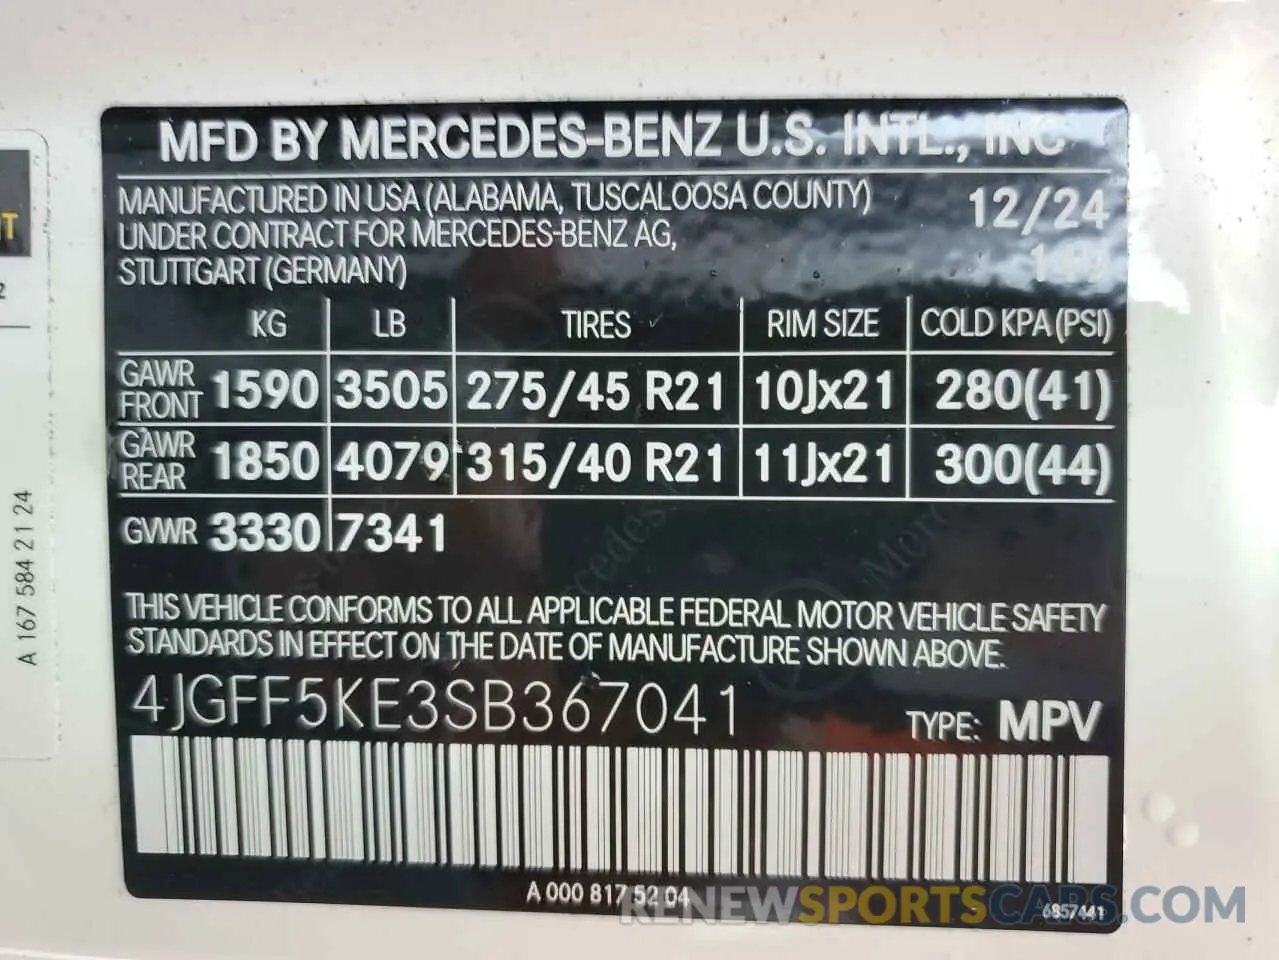 MFD BY MERCEDES-BENZ U.S. INTL., INC
MANUFACTURED IN USA (ALABAMA, TUSCALOOSA COUNTY) 12/24
UNDER CONTRACT FOR MERCEDES-BENZ AG,
STUTTGART (GERMANY)
KG LB TIRES RIM SIZE COLD KPA (PSI)
GAWR FRONT 1590 3505 275/45 R21 10Jx21 280(41)
GAWR REAR 1850 4079 315/40 R21 11Jx21 300(44)
GVWR 3330 7341
THIS VEHICLE CONFORMS TO ALL APPLICABLE FEDERAL MOTOR VEHICLE SAFETY
STANDARDS IN EFFECT ON THE DATE OF MANUFACTURE SHOWN ABOVE.
4JGFF5KE3SB367041 TYPE: MPV
A 000 817 52 04
6857441
A 167 584 21 24
RENEWSPORTSCARS.COM